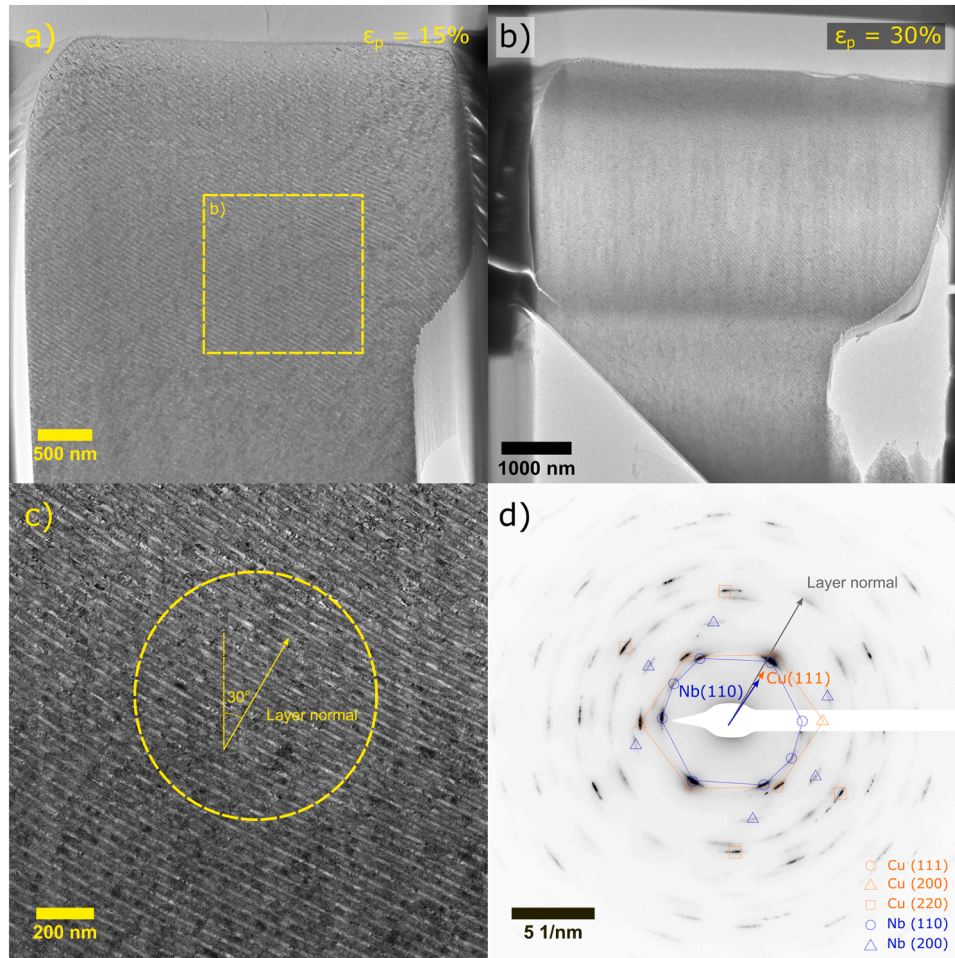 a)
εp = 15%
b)
500 nm
b)
εp = 30%
1000 nm
c)
30°
Layer normal
200 nm
d)
Layer normal
Cu(111)
Nb(110)
5 1/nm
Cu (111)
Cu (200)
Cu (220)
Nb (110)
Nb (200)